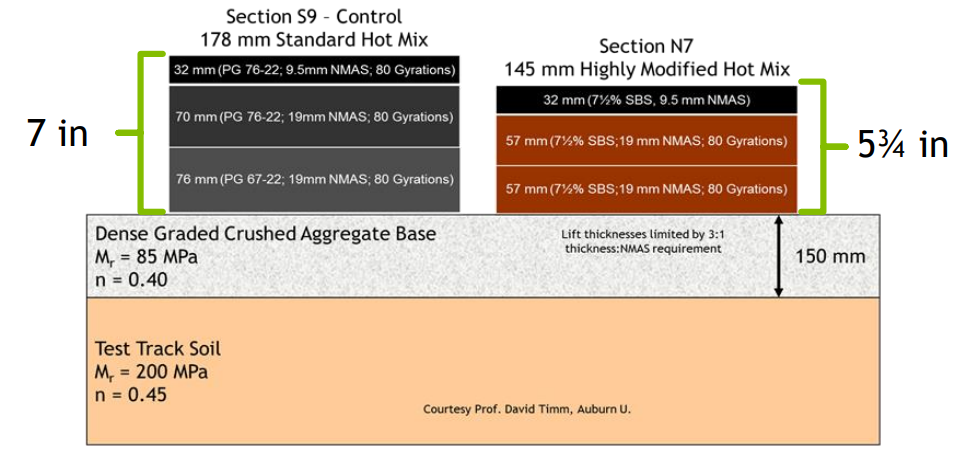 Section S9 – Control
178 mm Standard Hot Mix
32 mm (PG 76-22; 9.5mm NMAS; 80 Gyrations)
70 mm (PG 76-22; 19mm NMAS; 80 Gyrations)
76 mm (PG 67-22; 19mm NMAS; 80 Gyrations)
7 in
Section N7
145 mm Highly Modified Hot Mix
32 mm (7½% SBS, 9.5 mm NMAS)
57 mm (7½% SBS;19 mm NMAS; 80 Gyrations)
57 mm (7½% SBS;19 mm NMAS; 80 Gyrations)
5¾ in
Dense Graded Crushed Aggregate Base
Mr = 85 MPa
n = 0.40
Lift thicknesses limited by 3:1
thickness:NMAS requirement
150 mm
Test Track Soil
Mr = 200 MPa
n = 0.45
Courtesy Prof. David Timm, Auburn U.